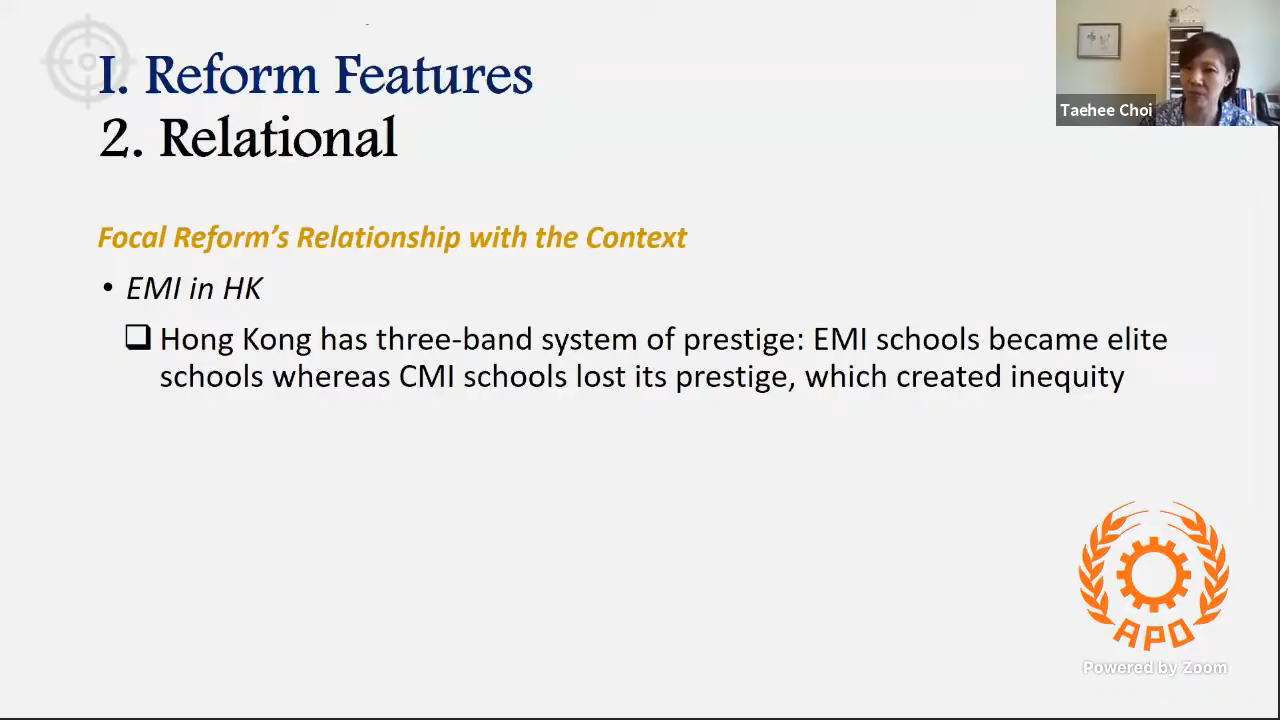 I. Reform Features
2. Relational
Taehee Choi
Focal Reform's Relationship with the Context
• EMI in HK
❑ Hong Kong has three-band system of prestige: EMI schools became elite
schools whereas CMI schools lost its prestige, which created inequity
APO
Powered by Zoom